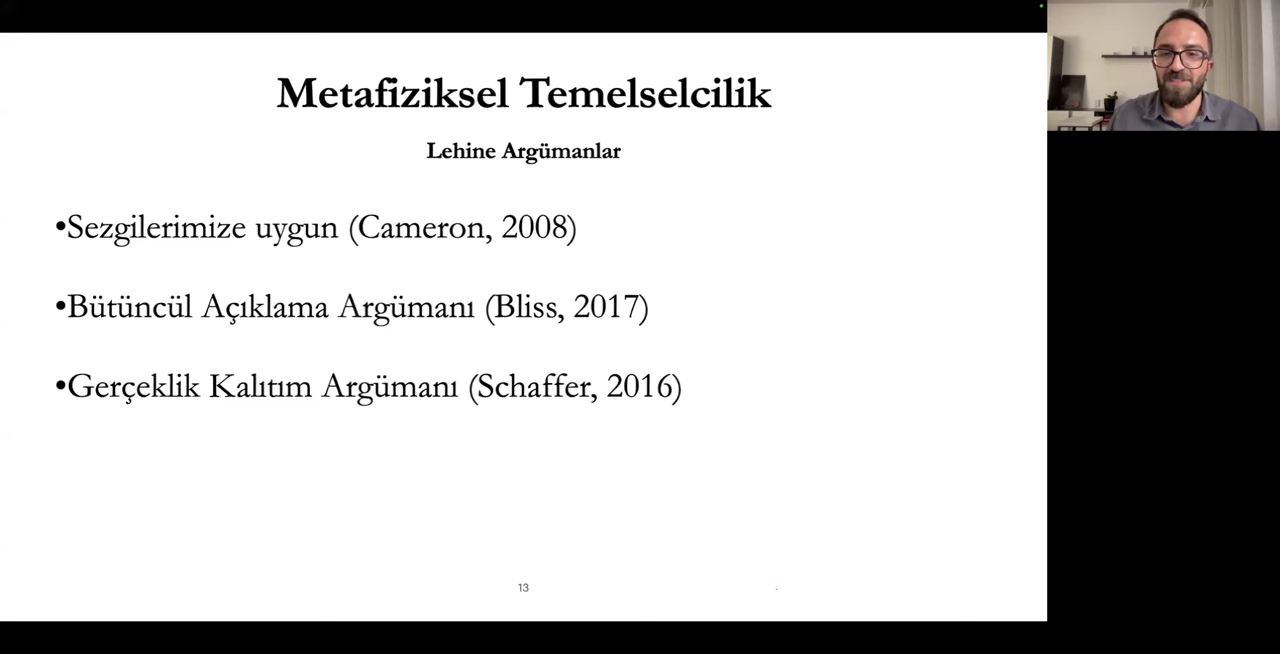 Metafiziksel Temelselcilik
Lehine Argümanlar
•Sezgilerimize uygun (Cameron, 2008)
•Bütüncül Açıklama Argümanı (Bliss, 2017)
•Gerçeklik Kalıtım Argümanı (Schaffer, 2016)
13